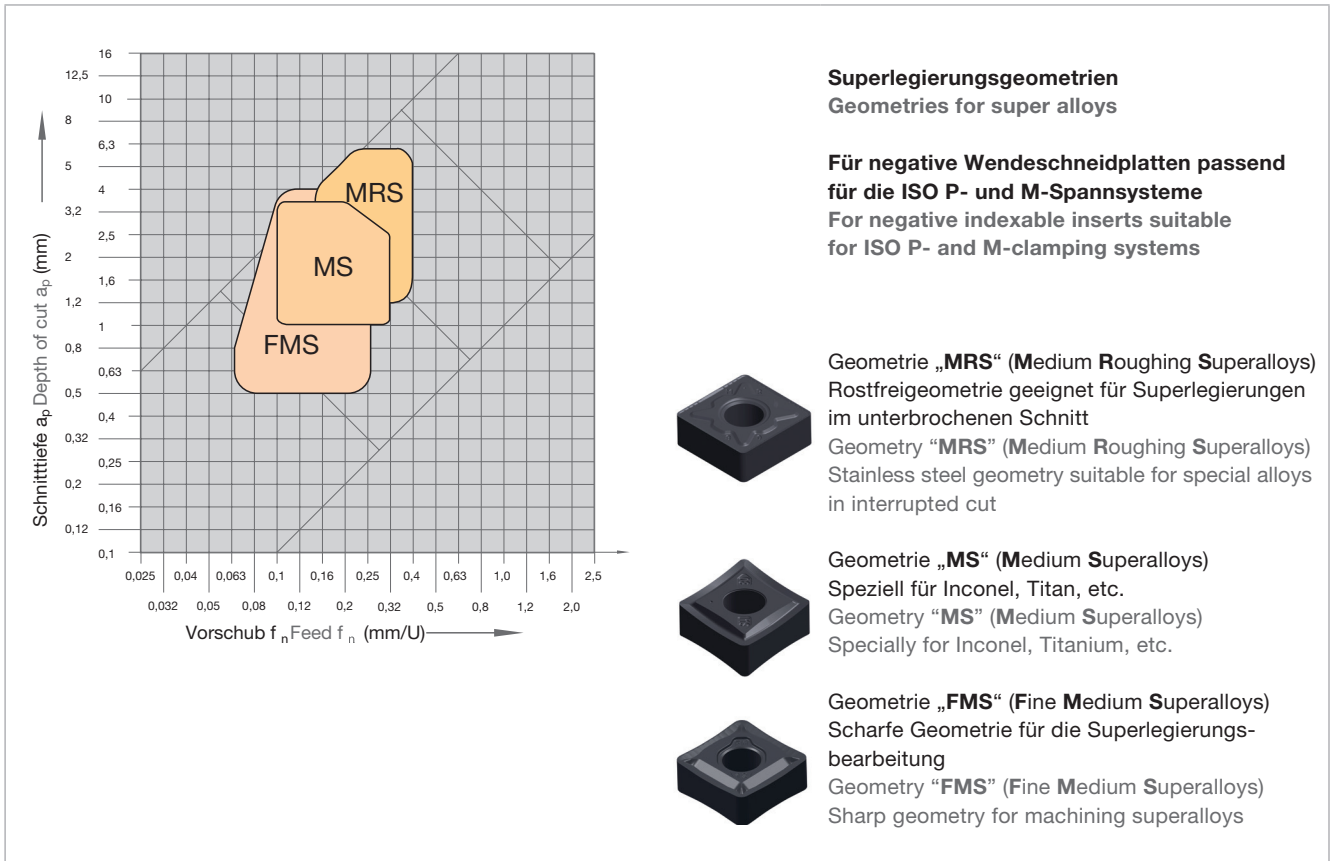 16
12,5
10
8
6,3
5
4
3,2
2,5
2
1,6
1,2
1
0,8
0,63
0,5
0,4
0,32
0,25
0,2
0,16
0,12
0,1
Schnitttiefe ap Depth of cut ap (mm)
MRS
MS
FMS
0,025 0,04 0,063 0,1 0,16 0,25 0,4 0,63 1,0 1,6 2,5
0,032 0,05 0,08 0,12 0,2 0,32 0,5 0,8 1,2 2,0
Vorschub f n Feed f n (mm/U)
Superlegierungsgeometrien
Geometries for super alloys
Für negative Wendeschneidplatten passend
für die ISO P- und M-Spannsysteme
For negative indexable inserts suitable
for ISO P- and M-clamping systems
Geometrie „MRS“ (Medium Roughing Superalloys)
Rostfreigeometrie geeignet für Superlegierungen
im unterbrochenen Schnitt
Geometry “MRS” (Medium Roughing Superalloys)
Stainless steel geometry suitable for special alloys
in interrupted cut
Geometrie „MS“ (Medium Superalloys)
Speziell für Inconel, Titan, etc.
Geometry “MS” (Medium Superalloys)
Specially for Inconel, Titanium, etc.
Geometrie „FMS“ (Fine Medium Superalloys)
Scharfe Geometrie für die Superlegierungs-
bearbeitung
Geometry “FMS” (Fine Medium Superalloys)
Sharp geometry for machining superalloys